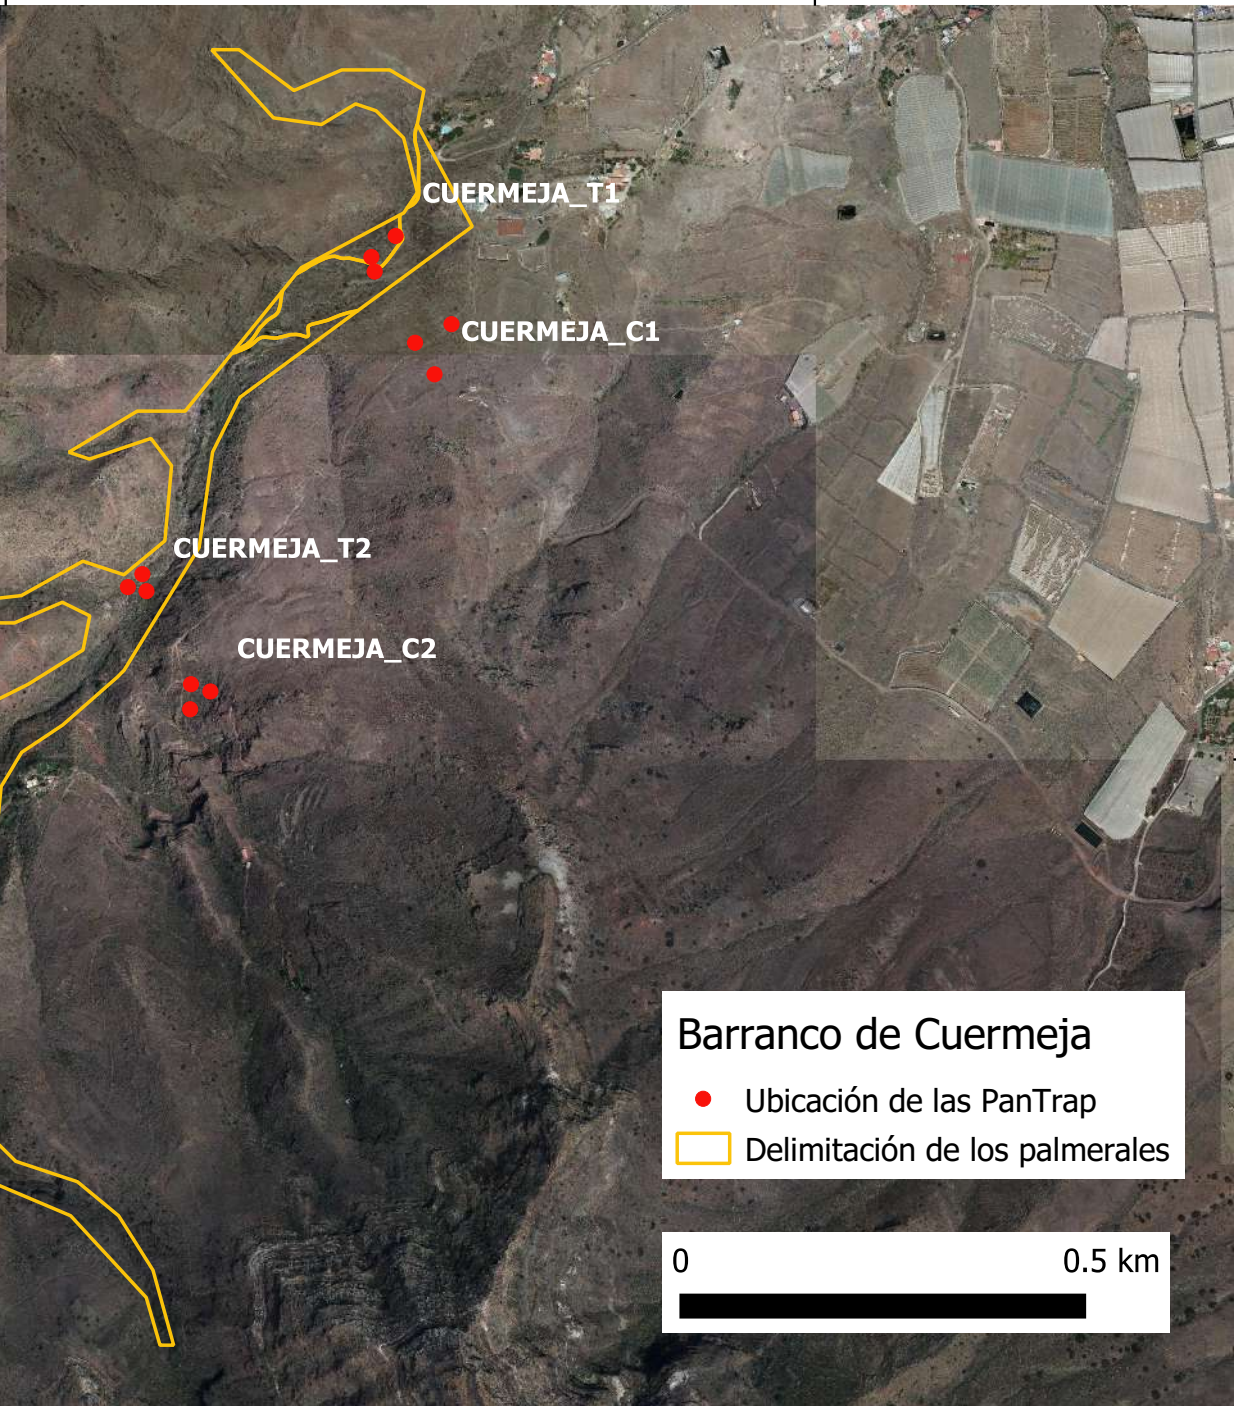 CUERMEJA_T1
CUERMEJA_C1
CUERMEJA_T2
CUERMEJA_C2
Barranco de Cuermeja
Ubicación de las PanTrap
Delimitación de los palmerales
0 0.5 km